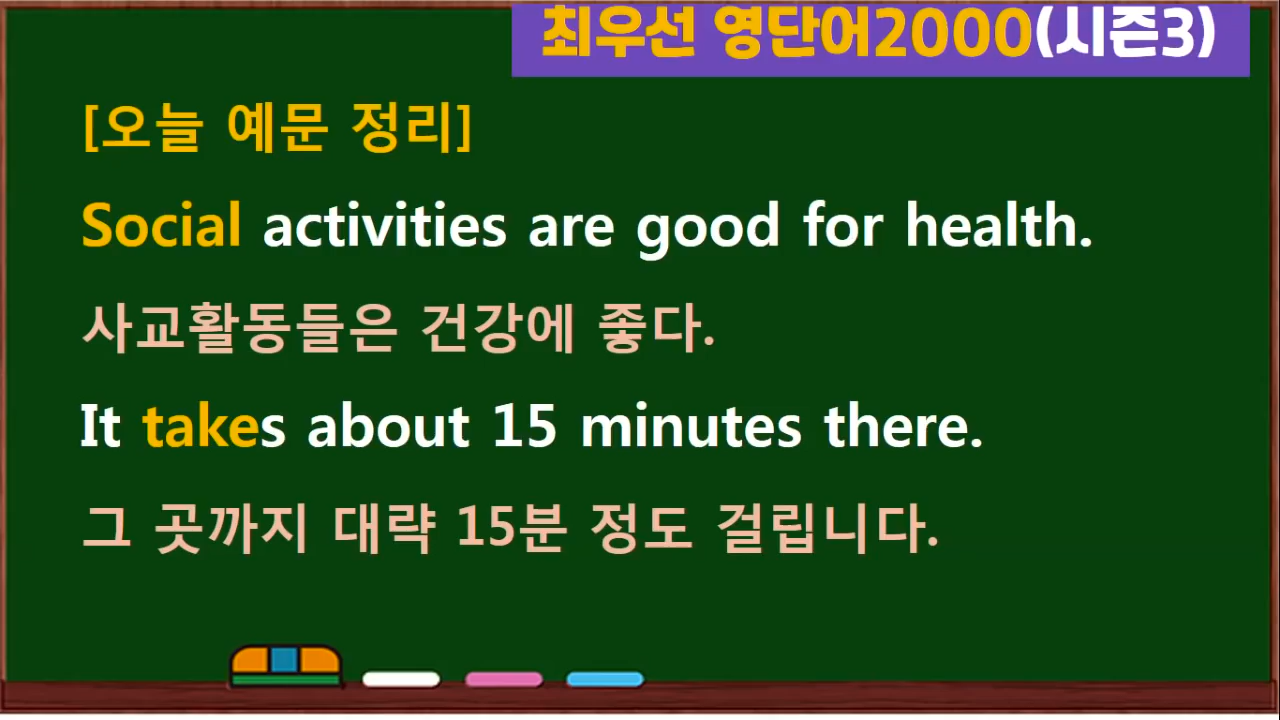 최우선 영단어2000(시즌3)
[오늘 예문 정리]
Social activities are good for health.
사교활동들은 건강에 좋다.
It takes about 15 minutes there.
그 곳까지 대략 15분 정도 걸립니다.